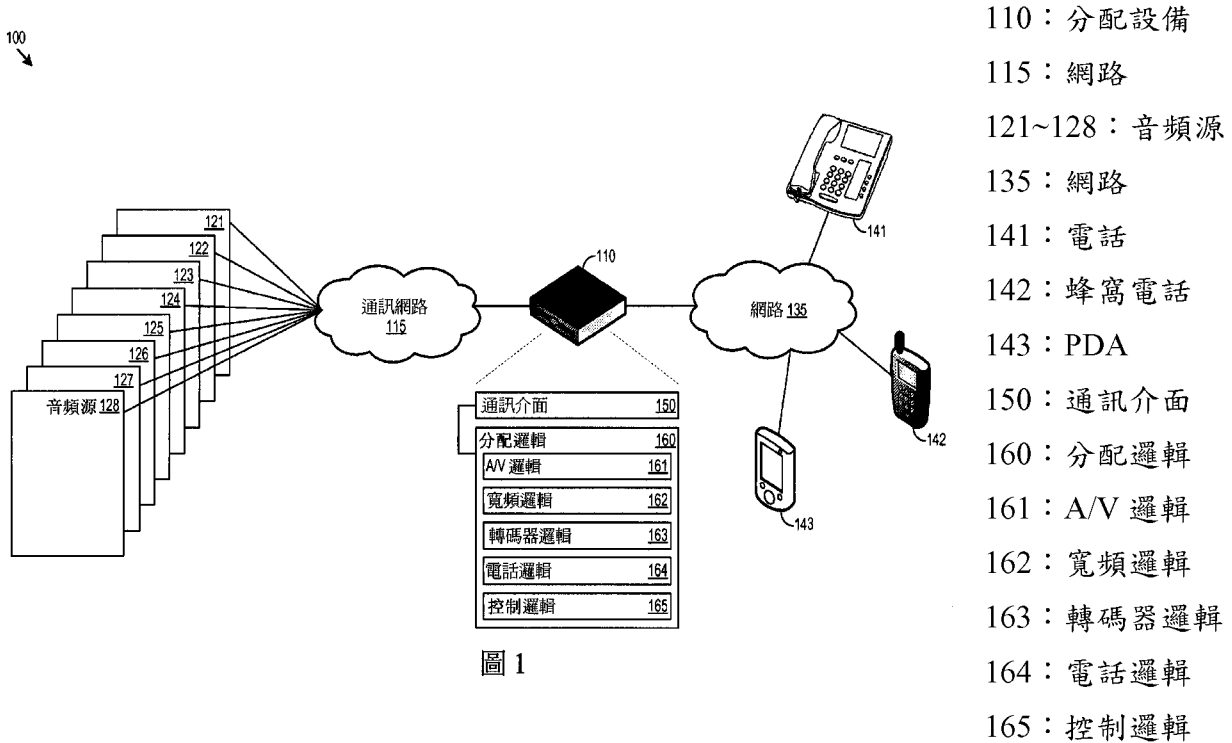 100
121
122
123
124
125
126
127
音頻源 128
通訊網路
115
110
網路 135
141
142
143
通訊介面 150
分配邏輯 160
A/V 邏輯 161
寬頻邏輯 162
轉碼器邏輯 163
電話邏輯 164
控制邏輯 165
圖 1
110：分配設備
115：網路
121~128：音頻源
135：網路
141：電話
142：蜂窩電話
143：PDA
150：通訊介面
160：分配邏輯
161：A/V 邏輯
162：寬頻邏輯
163：轉碼器邏輯
164：電話邏輯
165：控制邏輯